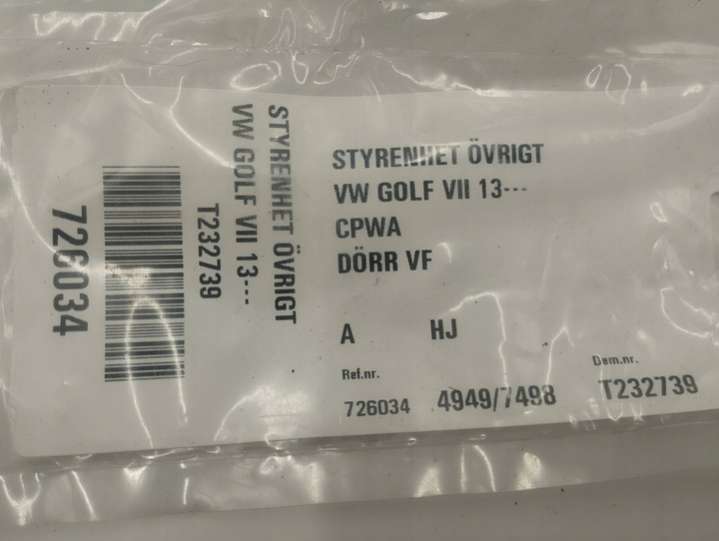 726034
T232739
VW GOLF VII 13---
STYRENHET ÖVRIGT
STYRENHET ÖVRIGT
VW GOLF VII 13---
CPWA
DÖRR VF
A HJ
Ref.nr. Dem.nr.
726034 4949/7498 T232739